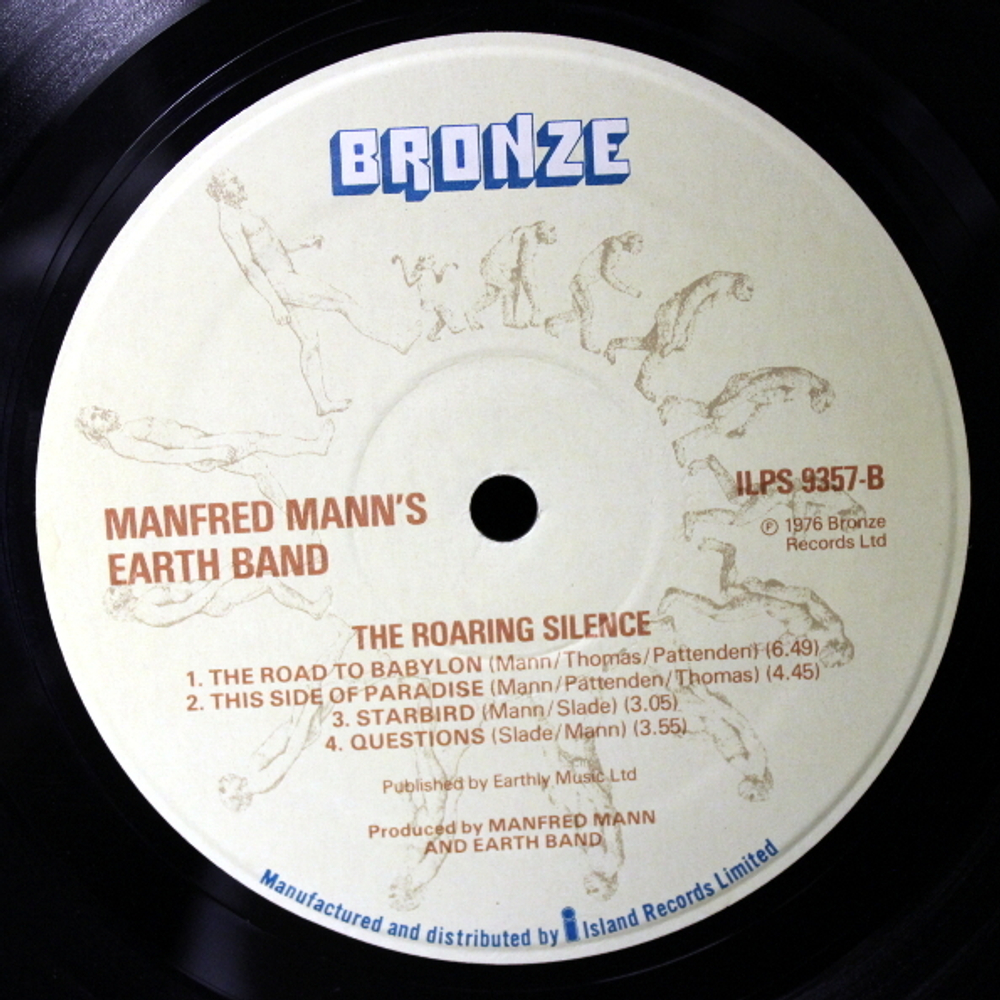 BRONZE
MANFRED MANN'S
EARTH BAND
ILPS 9357-B
Ⓟ 1976 Bronze
Records Ltd
THE ROARING SILENCE
1. THE ROAD TO BABYLON (Mann/Thomas/Pattenden) (6.49)
2. THIS SIDE OF PARADISE (Mann/Pattenden/Thomas) (4.45)
3. STARBIRD (Mann/Slade) (3.05)
4. QUESTIONS (Slade/Mann) (3.55)
Published by Earthly Music Ltd
Produced by MANFRED MANN
AND EARTH BAND
Manufactured and distributed by i Island Records Limited